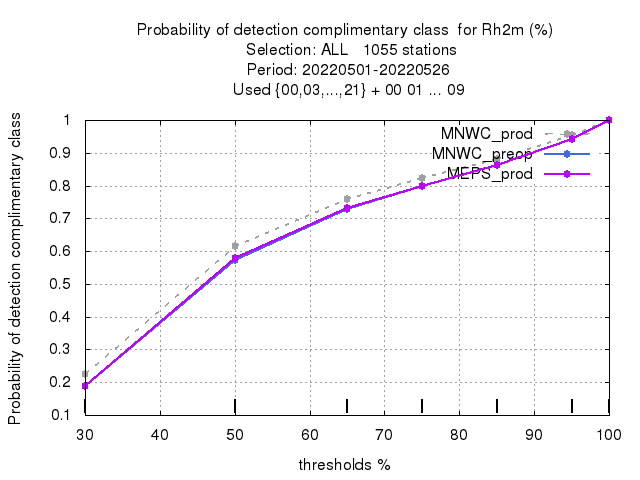 Probability of detection complimentary class  for Rh2m (%)
Selection: ALL   1055 stations
Period: 20220501-20220526
Used {00,03,...,21} + 00 01 ... 09
Probability of detection complimentary class
1
0.9
0.8
0.7
0.6
0.5
0.4
0.3
0.2
0.1
MNWC_prod
MNWC_preop
MEPS_prod
30 40 50 60 70 80 90 100
thresholds %